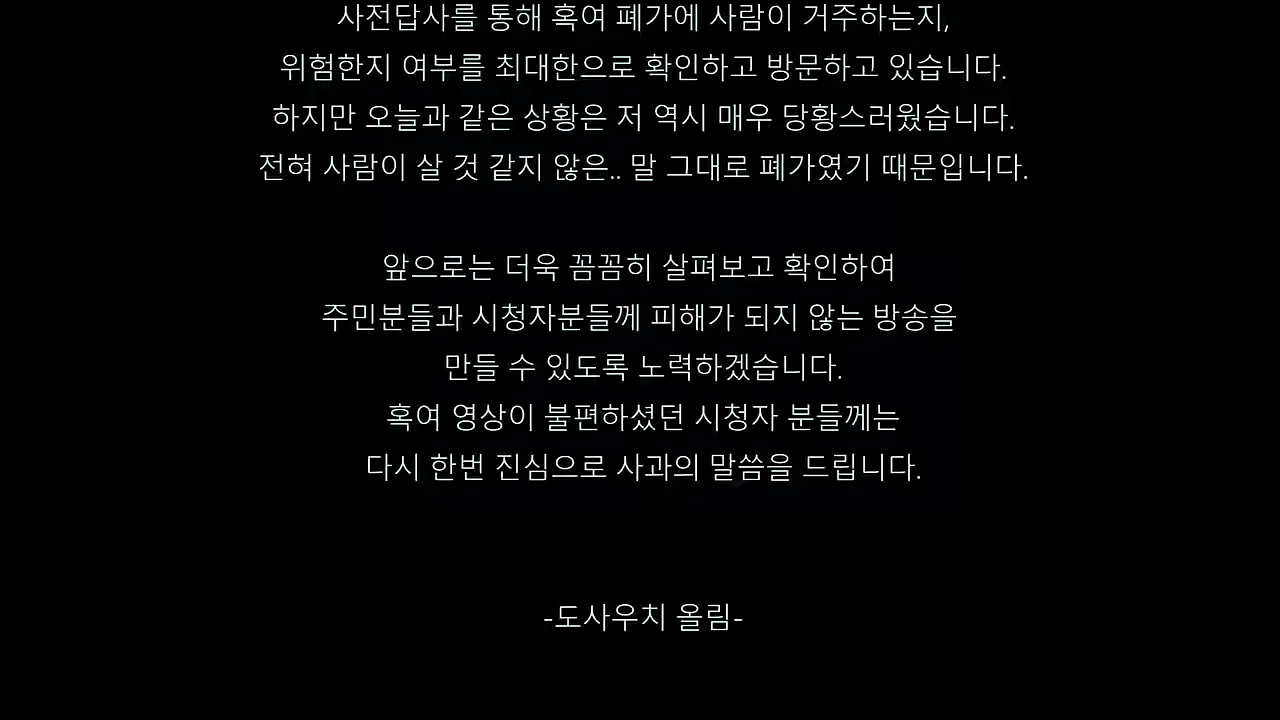 사전답사를 통해 혹여 폐가에 사람이 거주하는지,
위험한지 여부를 최대한으로 확인하고 방문하고 있습니다.
하지만 오늘과 같은 상황은 저 역시 매우 당황스러웠습니다.
전혀 사람이 살 것 같지 않은.. 말 그대로 폐가였기 때문입니다.
앞으로는 더욱 꼼꼼히 살펴보고 확인하여
주민분들과 시청자분들께 피해가 되지 않는 방송을
만들 수 있도록 노력하겠습니다.
혹여 영상이 불편하셨던 시청자 분들께는
다시 한번 진심으로 사과의 말씀을 드립니다.
-도사우치 올림-